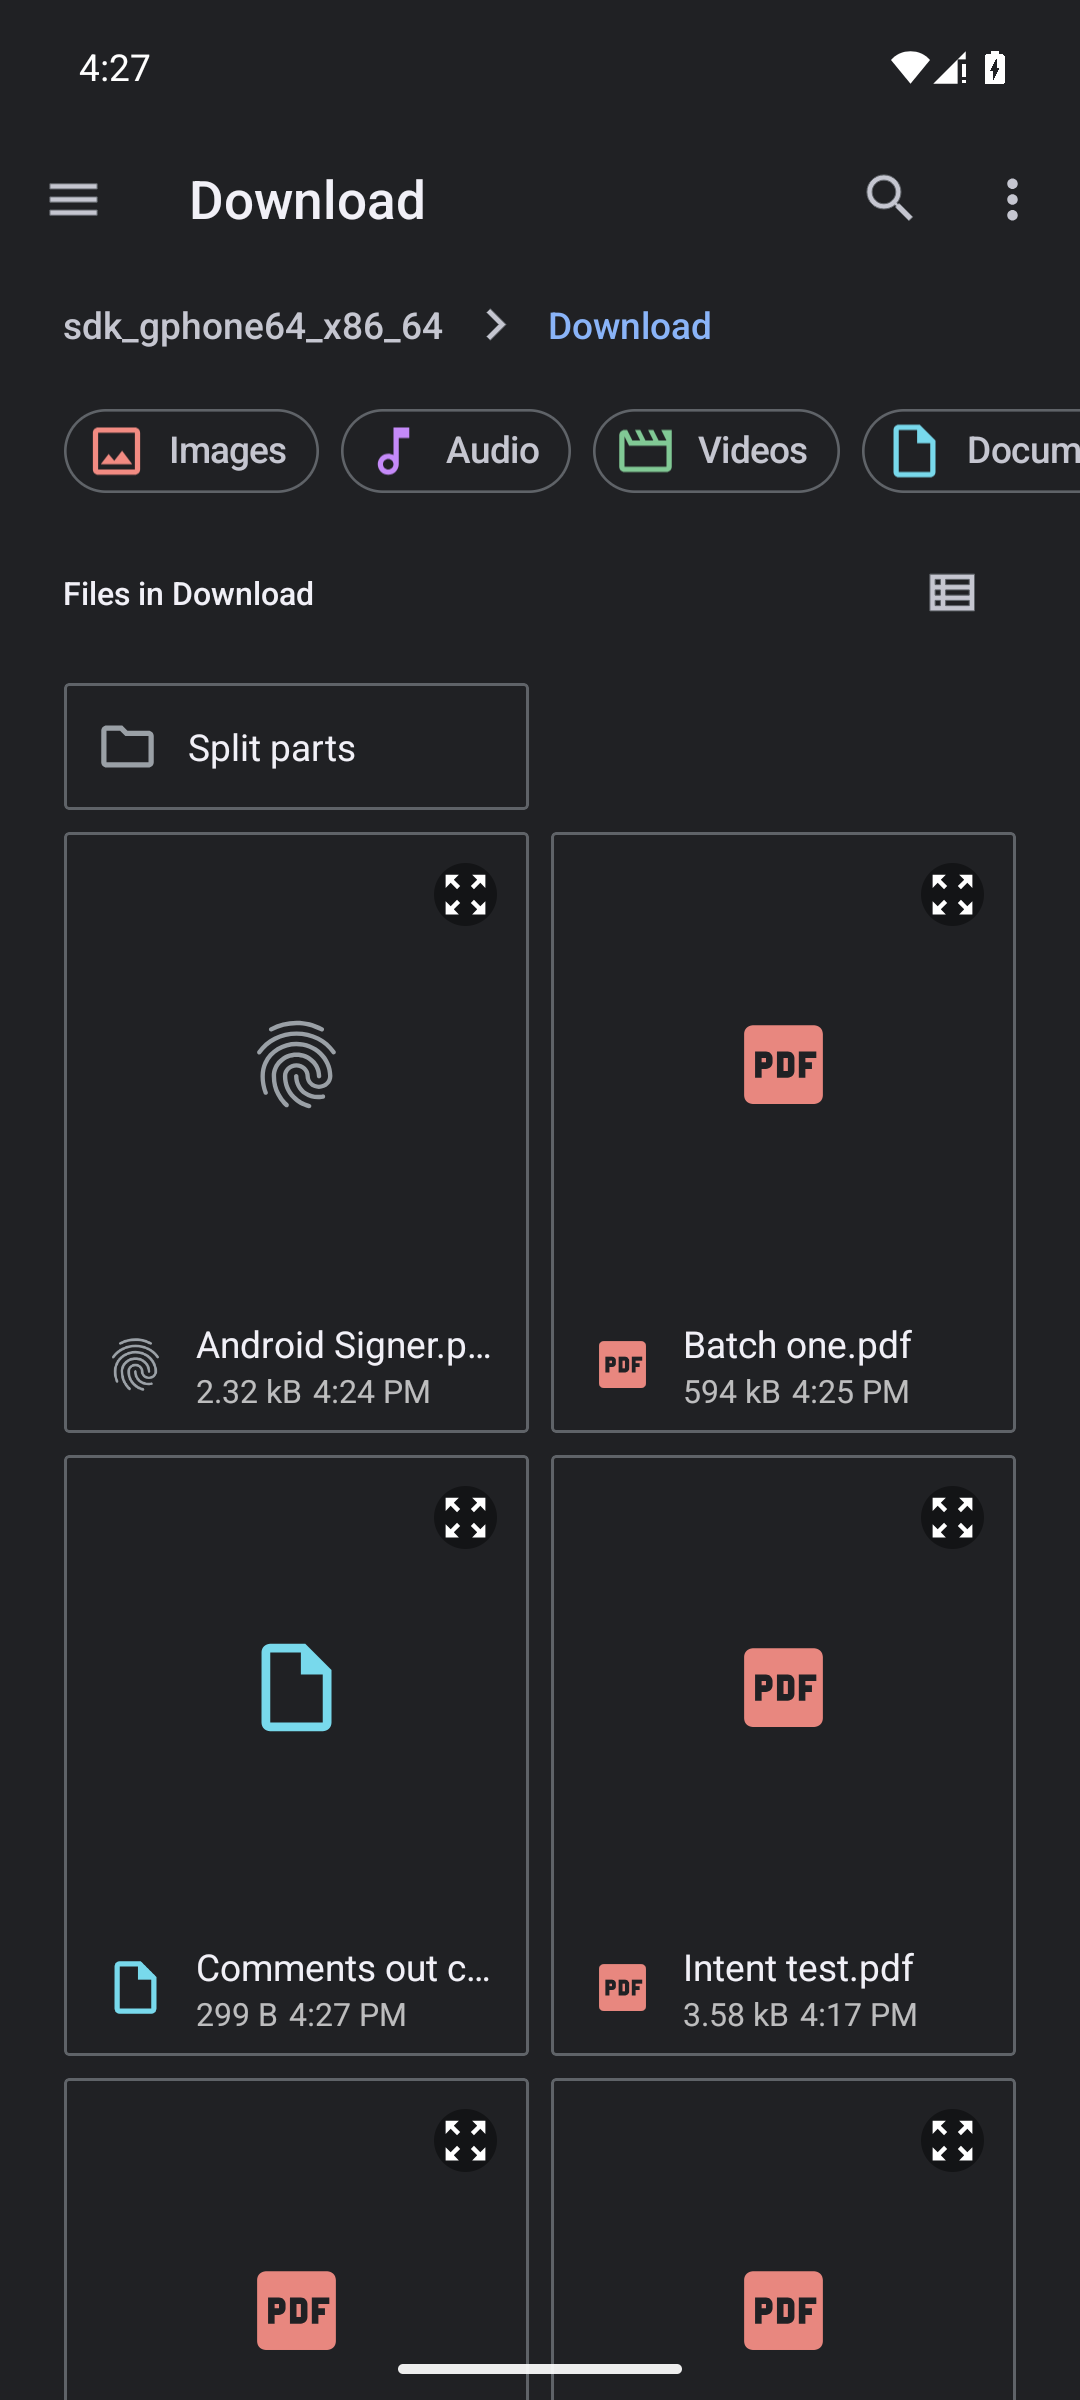 4:27
Download
sdk_gphone64_x86_64 Download
Images Audio Videos Docum
Files in Download
Split parts
PDF
Android Signer.p...
2.32 kB 4:24 PM
PDF
Batch one.pdf
594 kB 4:25 PM
PDF
Comments out c...
299 B 4:27 PM
PDF
Intent test.pdf
3.58 kB 4:17 PM
PDF
PDF